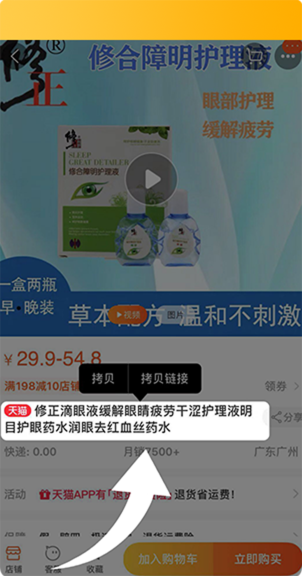 修正®
修合障明护理液
眼部护理
缓解疲劳
修正
SLEEP
GREAT DETAILER
修合障明护理液
一盒两瓶
早·晚装
草本配方 温和不刺激
视频
图片
¥29.9-54.8
满198减10店铺
领券
拷贝
拷贝链接
天猫 修正滴眼液缓解眼睛疲劳干涩护理液明
目护眼药水润眼去红血丝药水
分享
快递: 0.00
月销7500+
广东广州
活动
天猫APP有「退货
退货省运费!
店铺
客服
收藏
加入购物车
立即购买